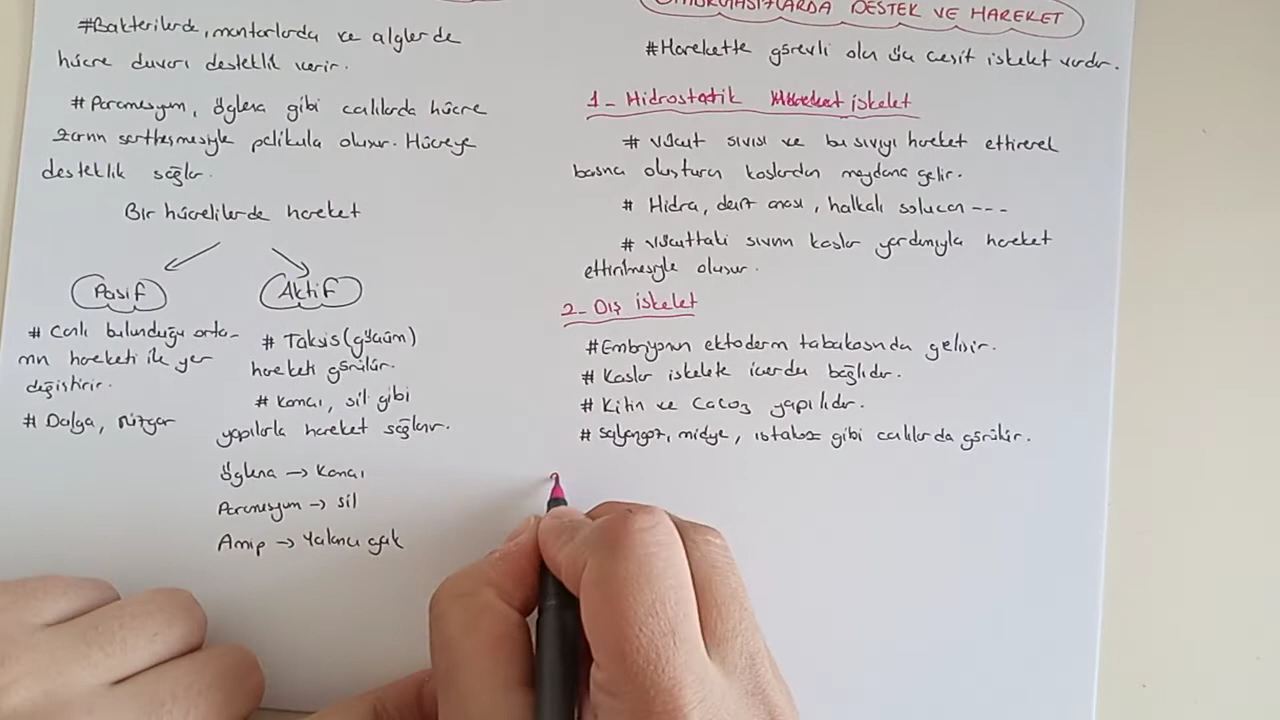 #Bakterilerde, mantarlarda ve alglerde
hücre duvarı desteklik verir.
# Paramesyum, öglena gibi canlılarda hücre
zarının sertleşmesiyle pelikula oluşur. Hücreye
desteklik sağlar.
Bir hücrelilerde hareket
Pasif
Aktif
# Canlı bulunduğu orta-
mın hareketi ile yer
değiştirir.
# Dalga, rüzgar
# Taksis (göçüm)
hareketi görülür.
# kamçı, sil gibi
yapılarla hareket sağlanır.
Öglena → Kamçı
Paramesyum → sil
Amip → Yalancı ayak
OMURGASIZLARDA DESTEK VE HAREKET
#Harekette görevli olan üç çeşit iskelet vardır.
1- Hidrostatik iskelet
# Vücut sıvısı ve bu sıvıyı hareket ettirerek
basınç oluşturan kaslardan meydana gelir.
# Hidra, deniz anası, halkalı solucan ---
# Vücuttaki sıvının kaslar yardımıyla hareket
ettirilmesiyle oluşur.
2- Dış iskelet
#Embriyonun ektoderm tabakasından gelişir.
# Kaslar iskelete içerden bağlıdır.
# Kitin ve CaCO3 yapılıdır.
# Salyangoz, midye, ıstakoz gibi canlılarda görülür.